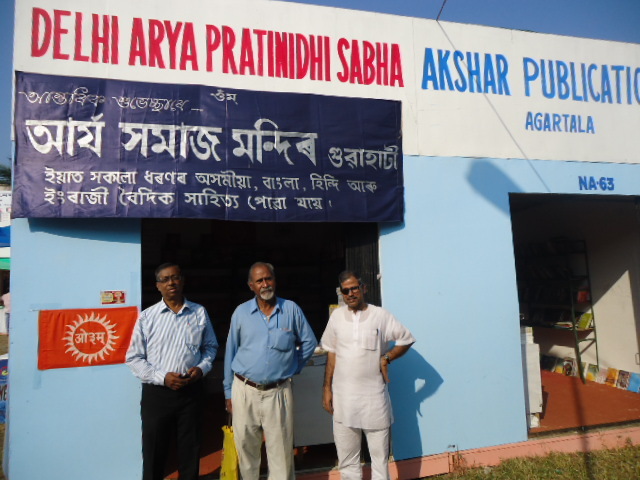 DELHI ARYA PRATINIDHI SABHA
আন্তৰিক শুভেচ্ছাৰে ... ওঁম্
আৰ্য সমাজ মন্দিৰ গুৱাহাটী
ইয়াত সকলো ধৰণৰ অসমীয়া, বাংলা, হিন্দি আৰু
ইংৰাজী বৈদিক সাহিত্য পোৱা যায়।
ओ३म्
AKSHAR PUBLICATIO
AGARTALA
NA-63